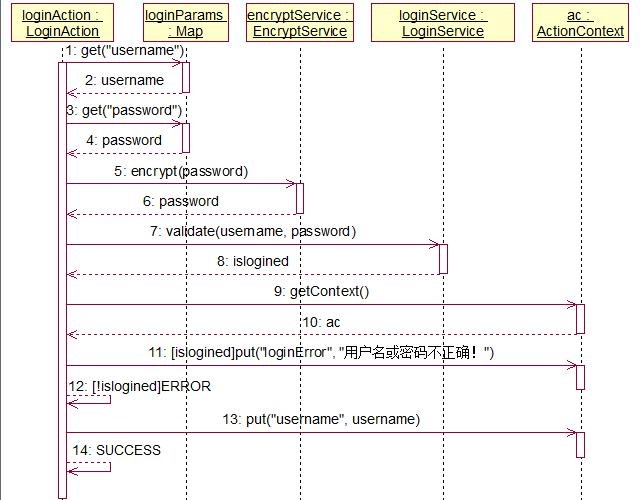 loginAction :
LoginAction
loginParams
: Map
encryptService :
EncryptService
loginService :
LoginService
ac :
ActionContext
1: get("username")
2: username
3: get("password")
4: password
5: encrypt(password)
6: password
7: validate(username, password)
8: islogined
9: getContext()
10: ac
11: [islogined]put("loginError", "用户名或密码不正确！")
12: [!islogined]ERROR
13: put("username", username)
14: SUCCESS